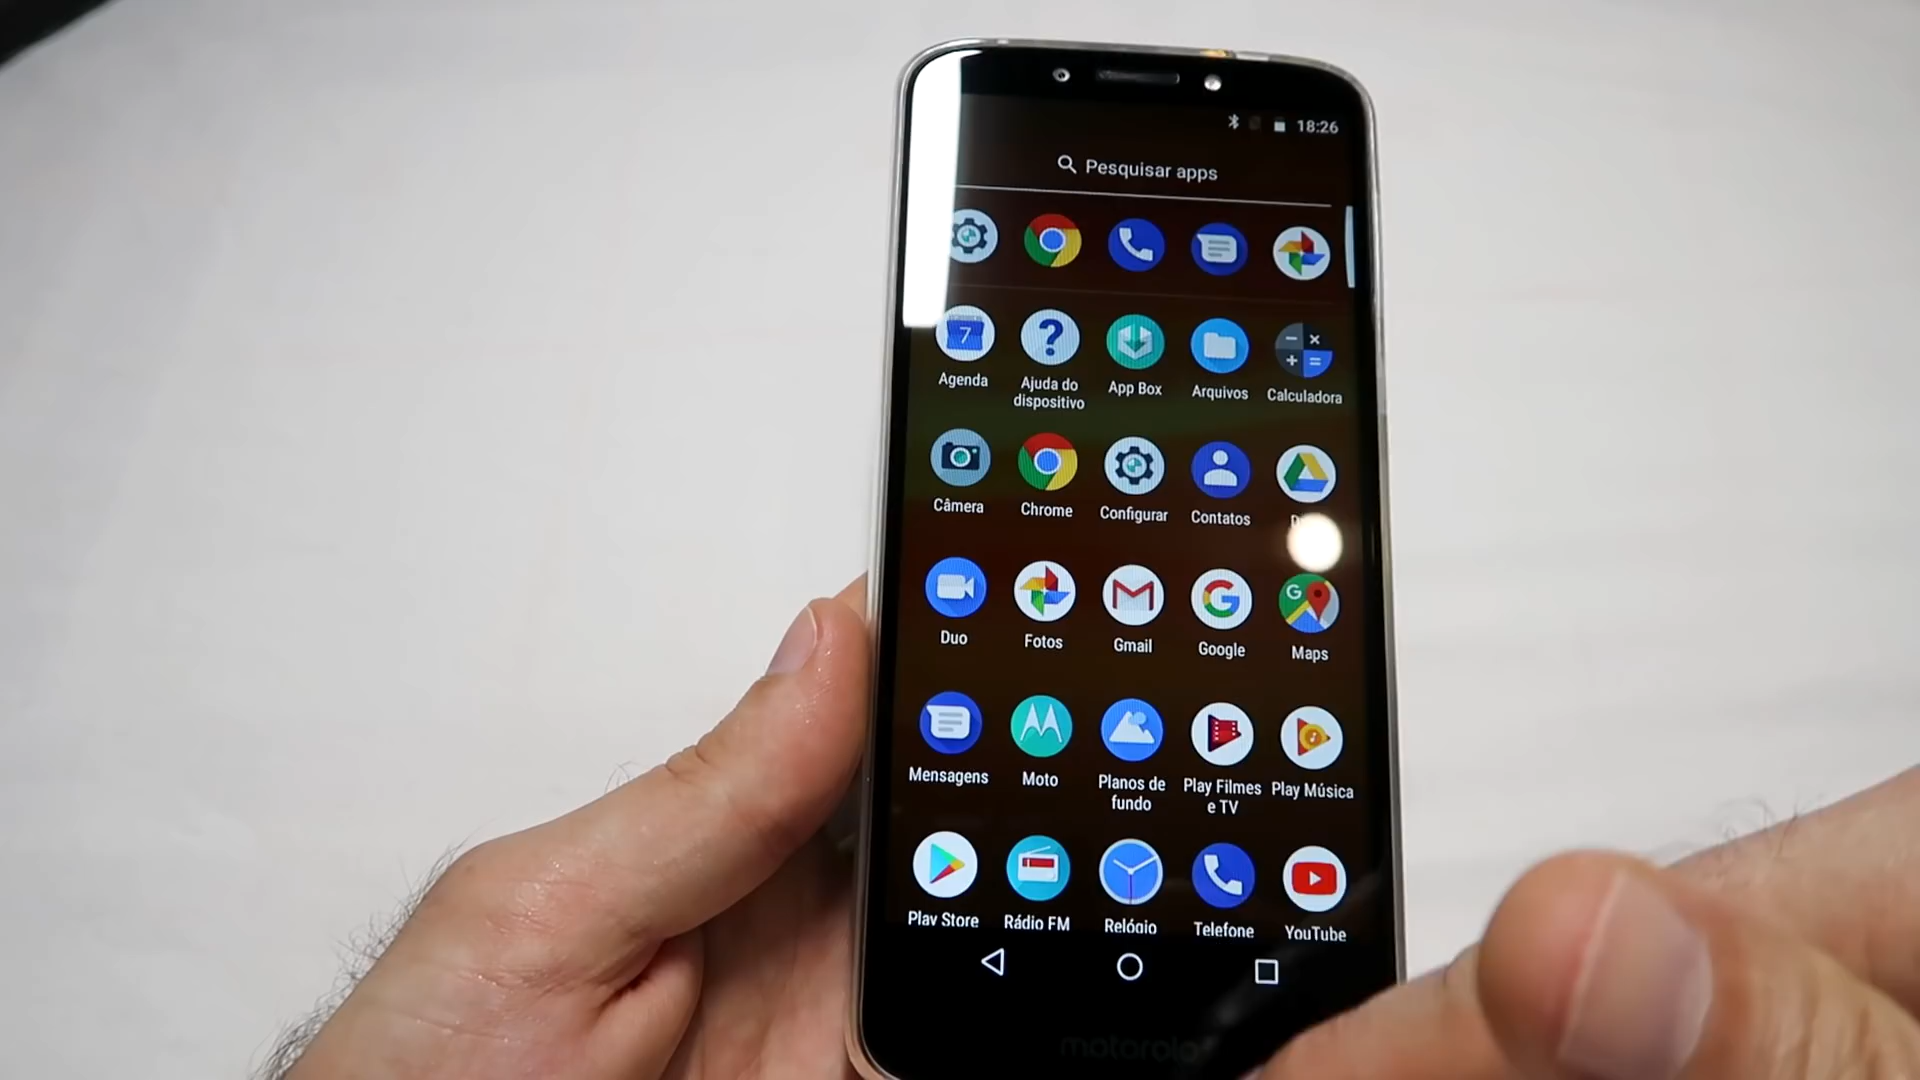 18:26
Pesquisar apps
7
Agenda
Ajuda do
dispositivo
App Box
Arquivos
Calculadora
Câmera
Chrome
Configurar
Contatos
Duo
Fotos
Gmail
Google
Maps
Mensagens
Moto
Planos de
fundo
Play Filmes
e TV
Play Música
Play Store
Rádio FM
Relógio
Telefone
YouTube
motorola